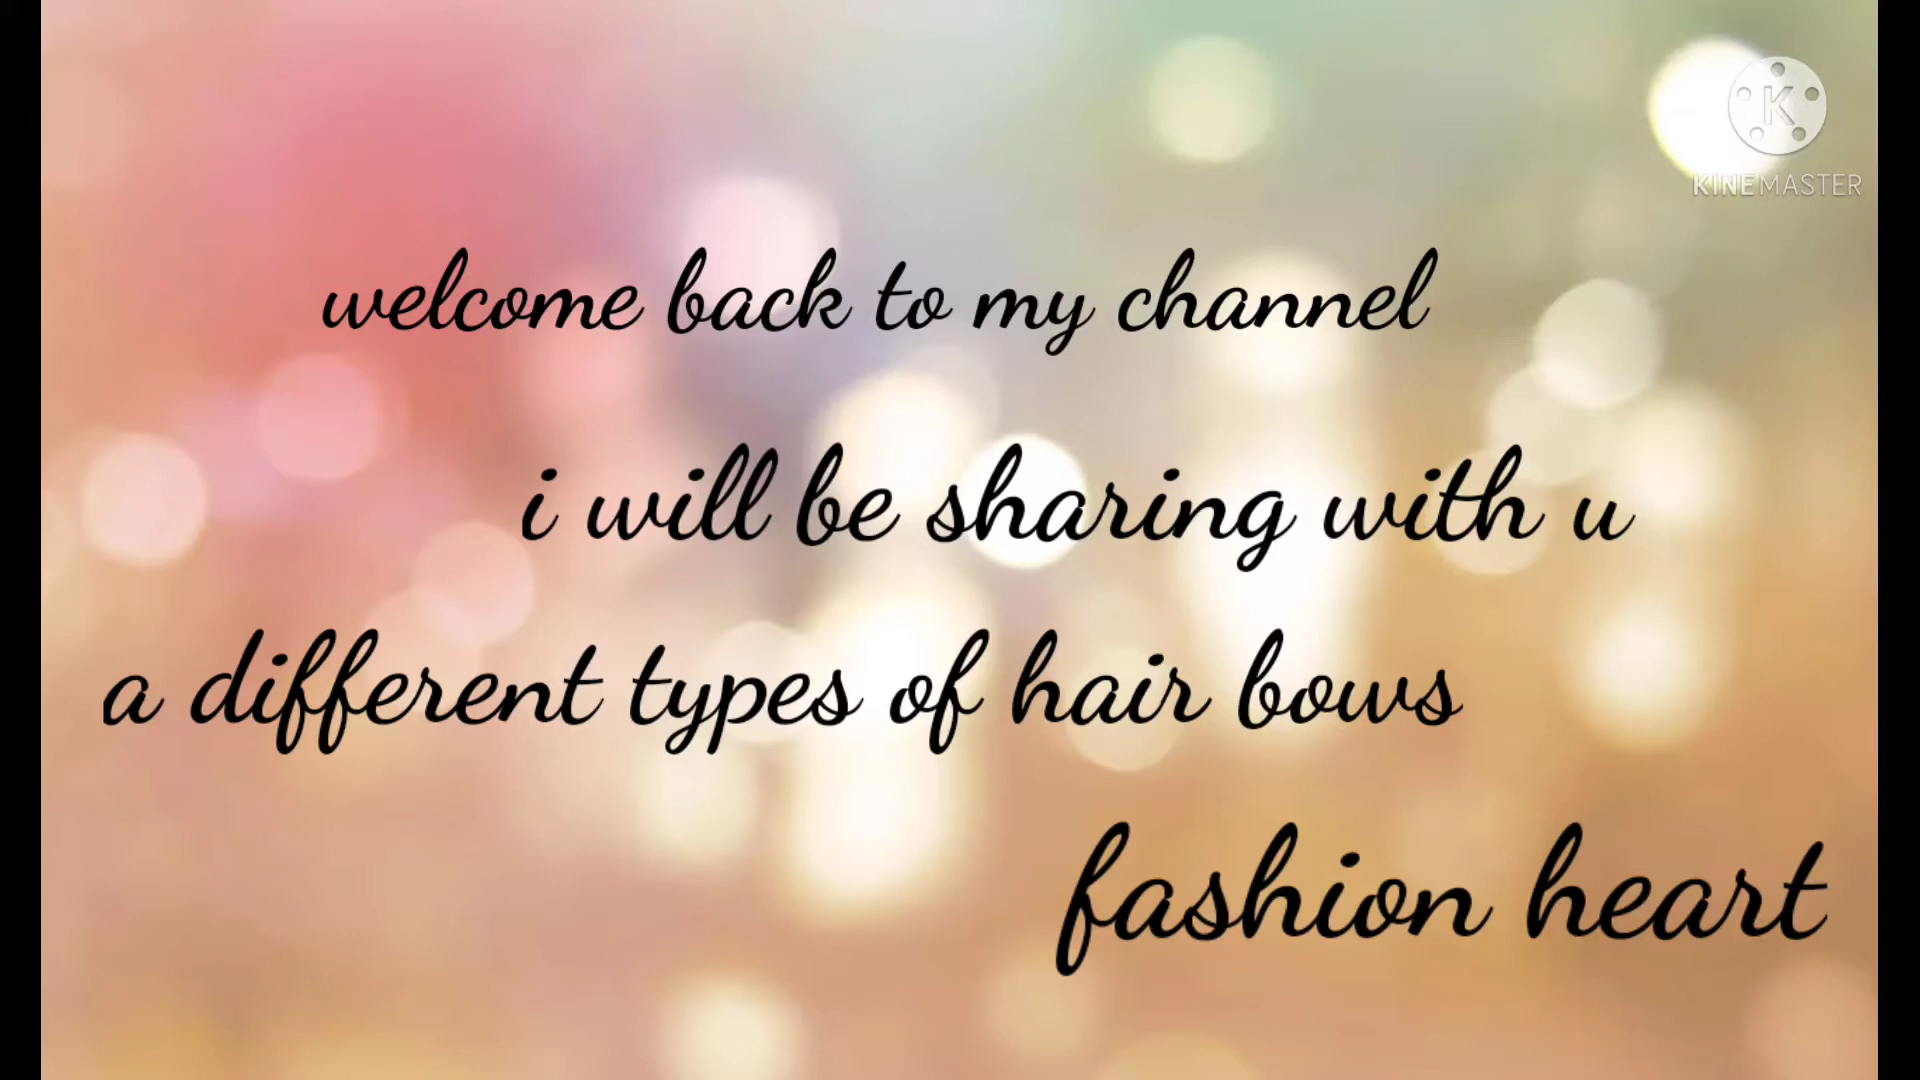 K
KINEMASTER
welcome back to my channel
i will be sharing with u
a different types of hair bows
fashion heart